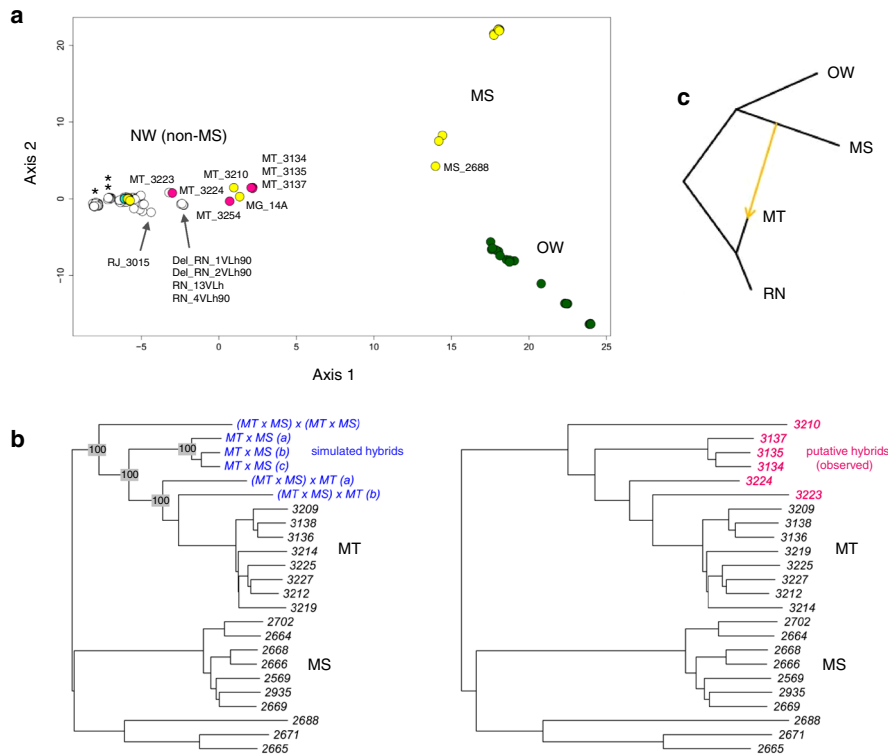 a
20
10
0
−10
Axis 2
−5
0
5
10
15
20
25
Axis 1
NW (non-MS)
MS
OW
*
*
*
MT_3223
MT_3224
MT_3210
MT_3254
MG_14A
MT_3134
MT_3135
MT_3137
MS_2688
RJ_3015
Del_RN_1VLh90
Del_RN_2VLh90
RN_13VLh
RN_4VLh90
c
OW
MS
MT
RN
b
100
100
100
100
(MT x MS) x (MT x MS)
MT x MS (a)
MT x MS (b)
simulated hybrids
MT x MS (c)
(MT x MS) x MT (a)
(MT x MS) x MT (b)
3209
3138
3136
3214
MT
3225
3227
3212
3219
2702
2664
2668
2666
MS
2569
2935
2669
2688
2671
2665
3210
3137
3135
putative hybrids
3134
(observed)
3224
3223
3209
3138
3136
3219
MT
3225
3227
3212
3214
2702
2664
2668
2666
MS
2569
2935
2669
2688
2671
2665